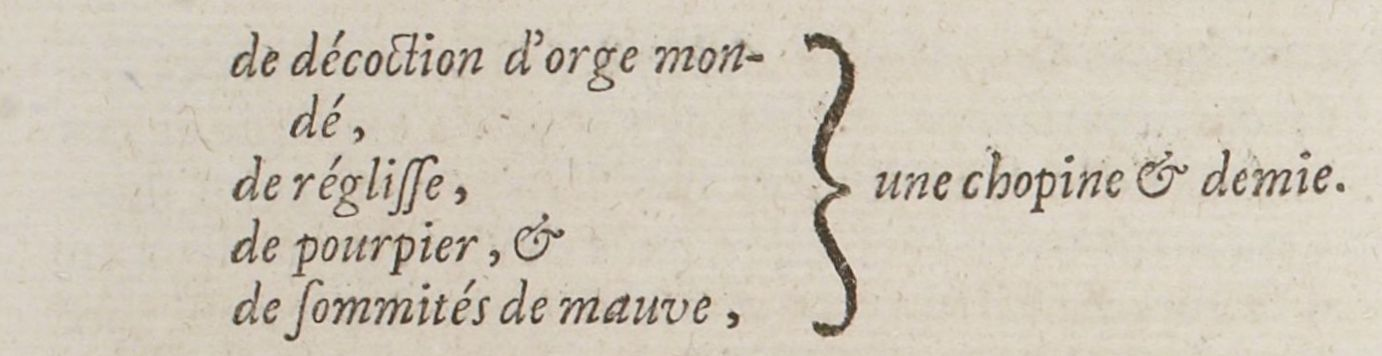 de décoction d'orge mon-
dé,
de régliſſe,
de pourpier, &
de ſommités de mauve,
une chopine & demie.